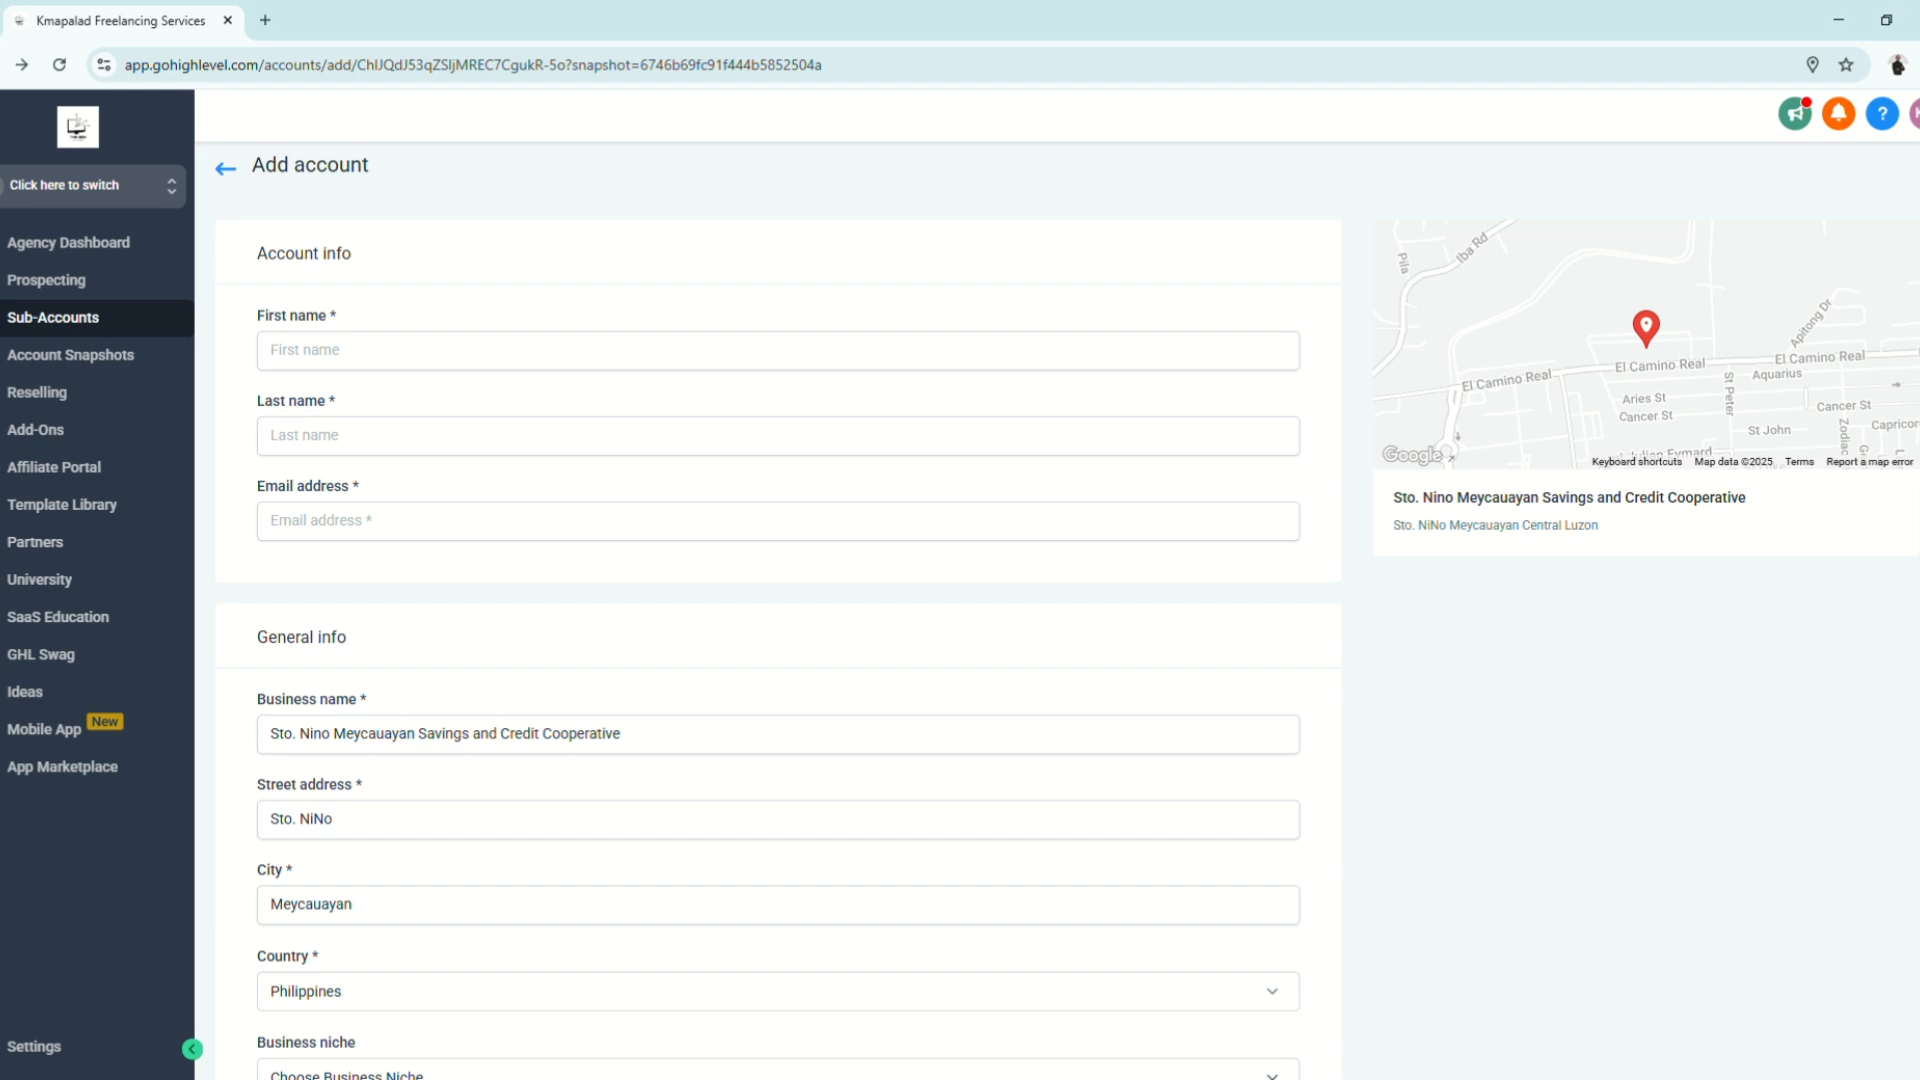 Kmapalad Freelancing Services
app.gohighlevel.com/accounts/add/ChIJQdJ53qZSljMREC7CgukR-5o?snapshot=6746b69fc91f444b5852504a
Click here to switch
Agency Dashboard
Prospecting
Sub-Accounts
Account Snapshots
Reselling
Add-Ons
Affiliate Portal
Template Library
Partners
University
SaaS Education
GHL Swag
Ideas
Mobile App New
App Marketplace
Settings
Add account
Account info
First name *
First name
Last name *
Last name
Email address *
Email address *
General info
Business name *
Sto. Nino Meycauayan Savings and Credit Cooperative
Street address *
Sto. NiNo
City *
Meycauayan
Country *
Philippines
Business niche
Choose Business Niche
Pila
Iba Rd
Apitong Dr
El Camino Real
El Camino Real
El Camino Real
Aquarius
St Peter
Aries St
Cancer St
Cancer St
St John
Zodiac
Capricor
Google
Keyboard shortcuts Map data ©2025 Terms Report a map error
Sto. Nino Meycauayan Savings and Credit Cooperative
Sto. NiNo Meycauayan Central Luzon